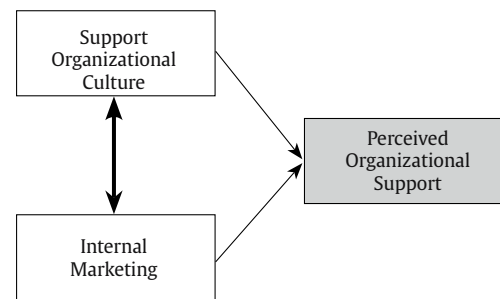 Support
Organizational
Culture
Perceived
Organizational
Support
Internal
Marketing